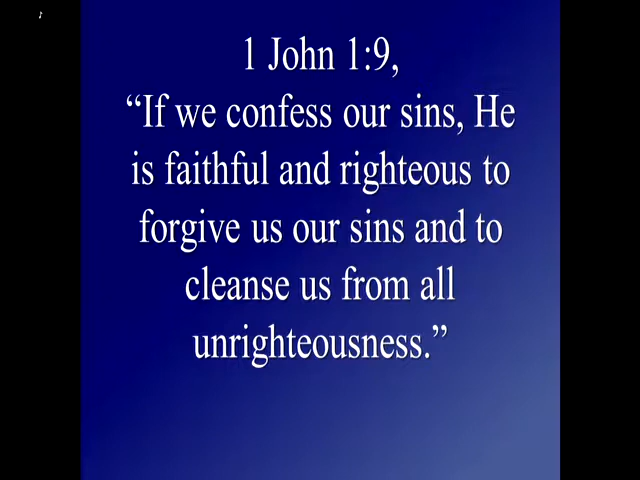 1 John 1:9,
“If we confess our sins, He
is faithful and righteous to
forgive us our sins and to
cleanse us from all
unrighteousness.”